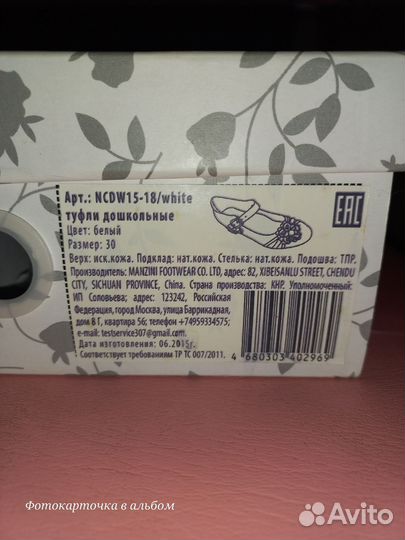 Арт.: NCDW15-18/white
туфли дошкольные
Цвет: белый
Размер: 30
EAC
Верх: иск.кожа. Подклад: нат.кожа. Стелька: нат.кожа. Подошва: ТПР.
Производитель: MANZINI FOOTWEAR CO. LTD, адрес: 82, XIBEISANLU STREET, CHENDU
CITY, SICHUAN PROVINCE, China. Страна производства: КНР. Уполномоченный:
ИП Соловьева; адрес: 123242, Российская
Федерация, город Москва, улица Баррикадная,
дом 8 Г, квартира 56; телефон +74959334575;
e-mail: testservice307@gmail.com.
Дата изготовления : 06.2015г.
Соответствует требованиям ТР ТС 007/2011.
4 680303 402969
Фотокарточка в альбом
Avito